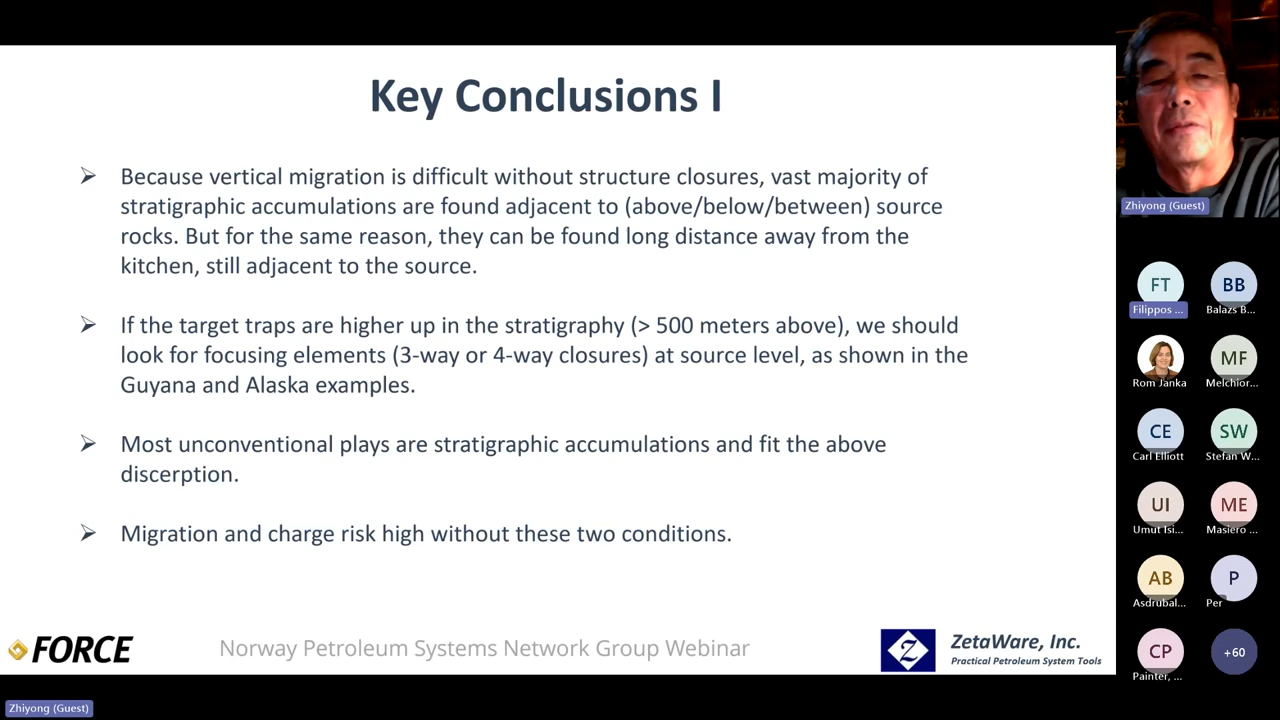 Key Conclusions I
Because vertical migration is difficult without structure closures, vast majority of
stratigraphic accumulations are found adjacent to (above/below/between) source
rocks. But for the same reason, they can be found long distance away from the
kitchen, still adjacent to the source.
If the target traps are higher up in the stratigraphy (> 500 meters above), we should
look for focusing elements (3-way or 4-way closures) at source level, as shown in the
Guyana and Alaska examples.
Most unconventional plays are stratigraphic accumulations and fit the above
discerption.
Migration and charge risk high without these two conditions.
FORCE
Norway Petroleum Systems Network Group Webinar
Z
ZetaWare, Inc.
Practical Petroleum System Tools
Zhiyong (Guest)
Zhiyong (Guest)
FT
Filippos ...
BB
Balazs B...
Rom Janka
MF
Melchior...
CE
Carl Elliott
SW
Stefan W...
UI
Umut Isi...
ME
Masiero ...
AB
Asdrubal...
P
Per
CP
Painter, ...
+60